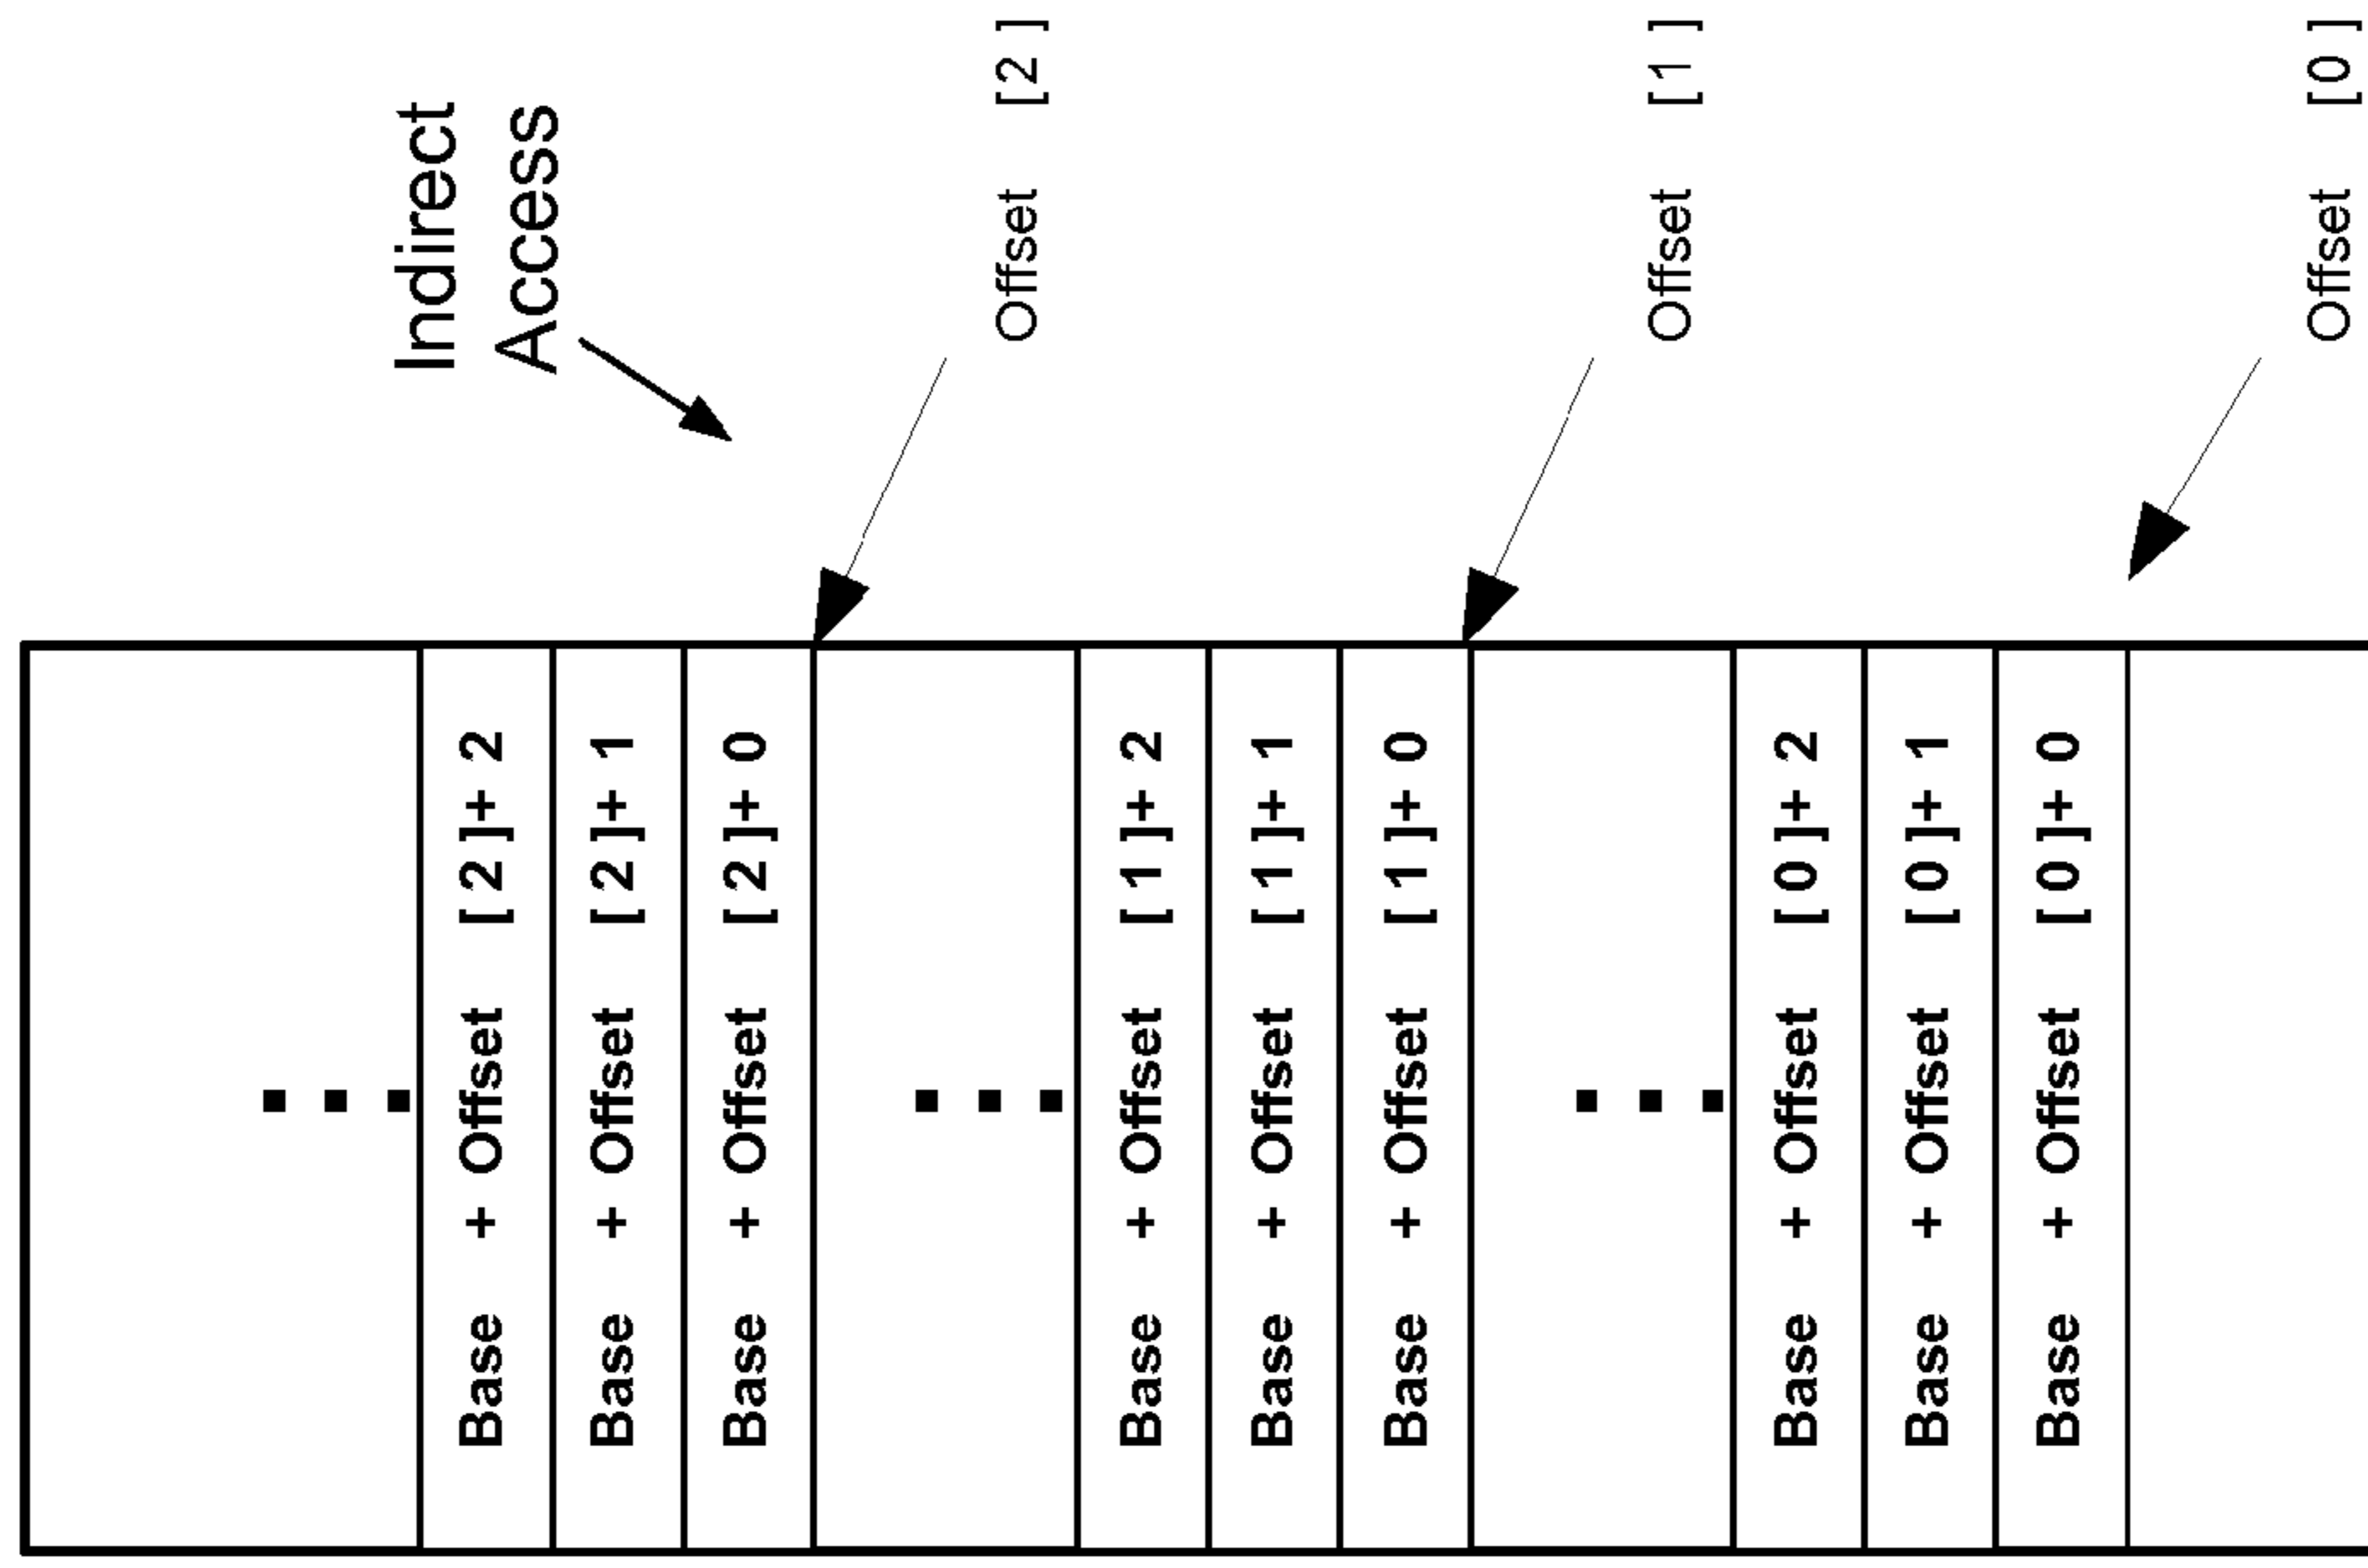 Indirect
Access
Base + Offset [ 2 ]+ 2
Base + Offset [ 2 ]+ 1
Base + Offset [ 2 ]+ 0
Offset [ 2 ]
Base + Offset [ 1 ]+ 2
Base + Offset [ 1 ]+ 1
Base + Offset [ 1 ]+ 0
Offset [ 1 ]
Base + Offset [ 0 ]+ 2
Base + Offset [ 0 ]+ 1
Base + Offset [ 0 ]+ 0
Offset [ 0 ]